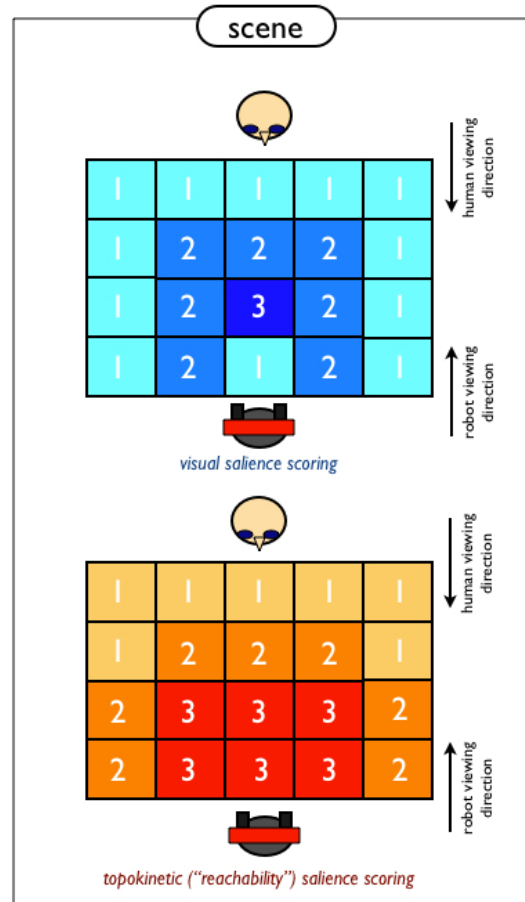 scene
human viewing
direction
1 1 1 1 1
1 2 2 2 1
1 2 3 2 1
1 2 1 2 1
robot viewing
direction
visual salience scoring
human viewing
direction
1 1 1 1 1
1 2 2 2 1
2 3 3 3 2
2 3 3 3 2
robot viewing
direction
topokinetic (“reachability”) salience scoring